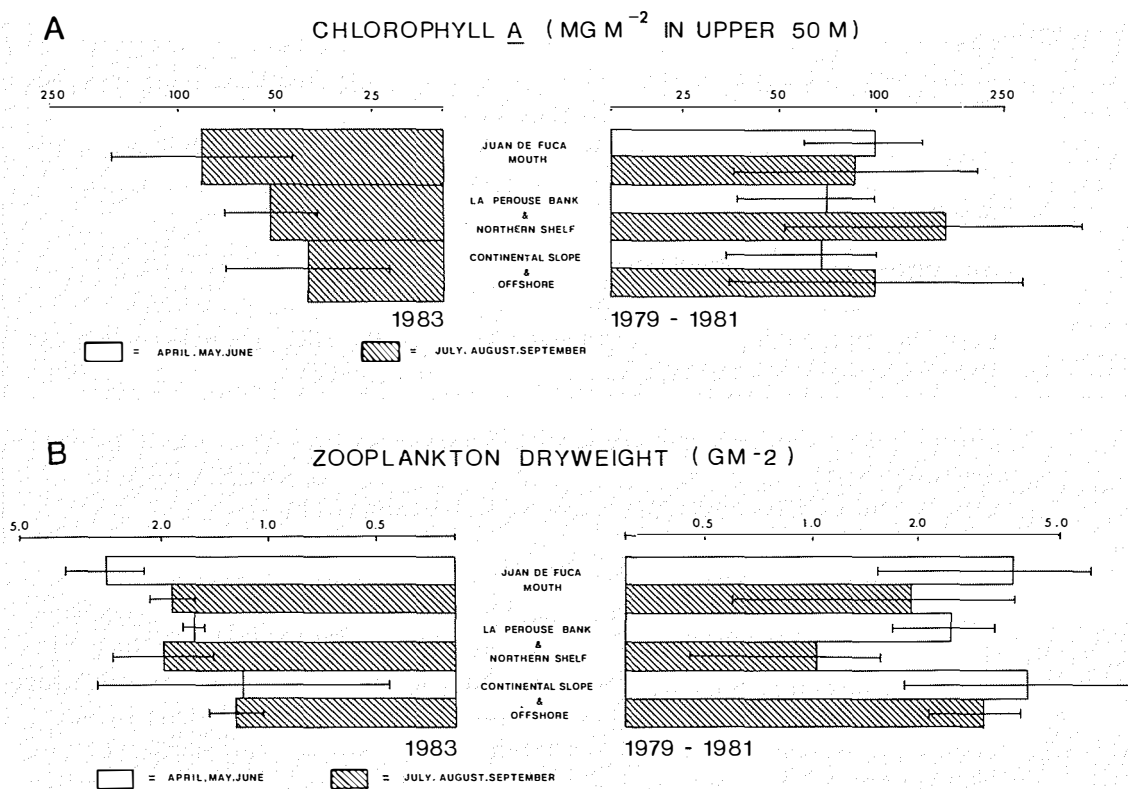 A
CHLOROPHYLL A (MG M⁻² IN UPPER 50 M)
250 100 50 25
25 50 100 250
JUAN DE FUCA
MOUTH
LA PEROUSE BANK
&
NORTHERN SHELF
CONTINENTAL SLOPE
&
OFFSHORE
1983
1979 - 1981
= APRIL, MAY, JUNE
= JULY, AUGUST, SEPTEMBER
B
ZOOPLANKTON DRYWEIGHT (GM-2)
5.0 2.0 1.0 0.5
0.5 1.0 2.0 5.0
JUAN DE FUCA
MOUTH
LA PEROUSE BANK
&
NORTHERN SHELF
CONTINENTAL SLOPE
&
OFFSHORE
1983
1979 - 1981
= APRIL, MAY, JUNE
= JULY, AUGUST, SEPTEMBER